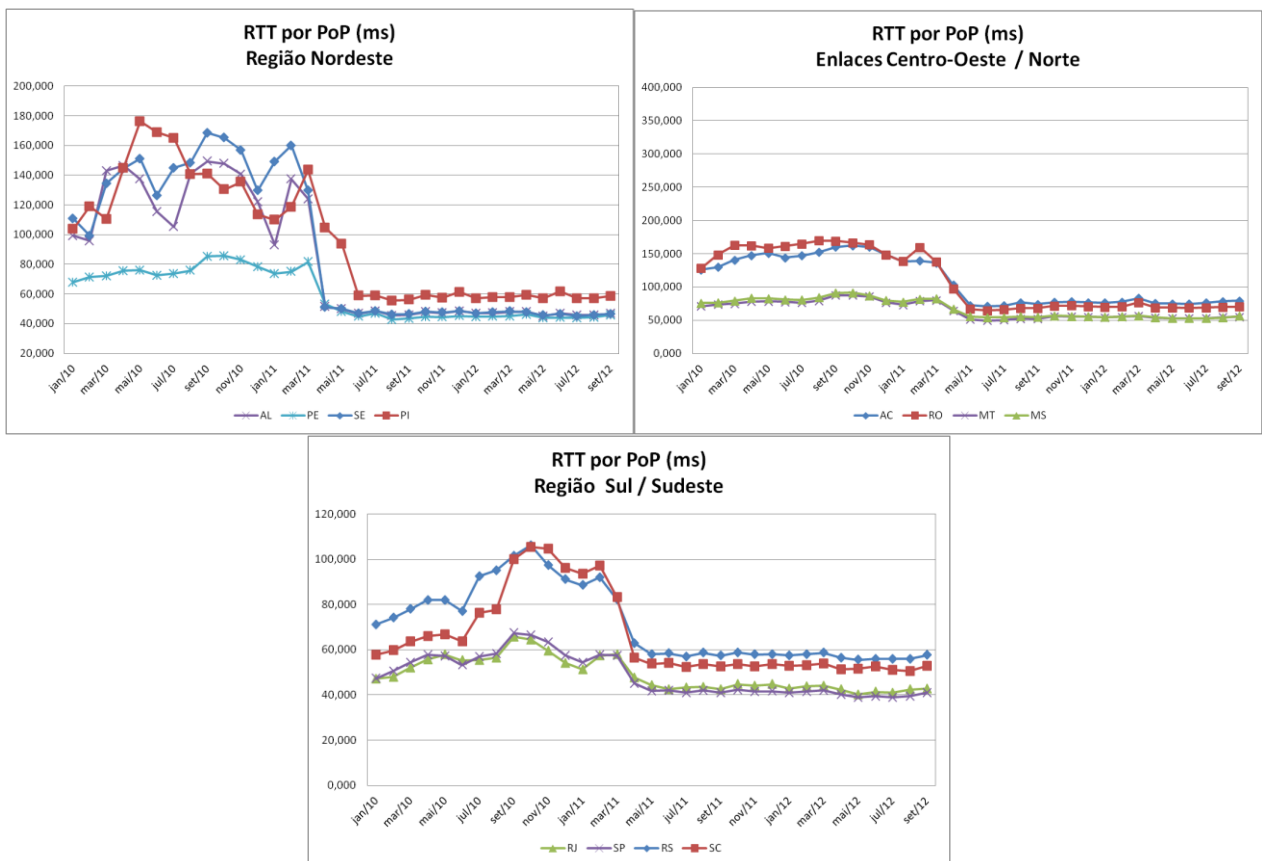 RTT por PoP (ms)
Região Nordeste
200,000
180,000
160,000
140,000
120,000
100,000
80,000
60,000
40,000
20,000
jan/10
mar/10
mai/10
jul/10
set/10
nov/10
jan/11
mar/11
mai/11
jul/11
set/11
nov/11
jan/12
mar/12
mai/12
jul/12
set/12
AL PE SE PI
RTT por PoP (ms)
Enlaces Centro-Oeste / Norte
400,000
350,000
300,000
250,000
200,000
150,000
100,000
50,000
0,000
jan/10
mar/10
mai/10
jul/10
set/10
nov/10
jan/11
mar/11
mai/11
jul/11
set/11
nov/11
jan/12
mar/12
mai/12
jul/12
set/12
AC RO MT MS
RTT por PoP (ms)
Região Sul / Sudeste
120,000
100,000
80,000
60,000
40,000
20,000
0,000
jan/10
mar/10
mai/10
jul/10
set/10
nov/10
jan/11
mar/11
mai/11
jul/11
set/11
nov/11
jan/12
mar/12
mai/12
jul/12
set/12
RJ SP RS SC